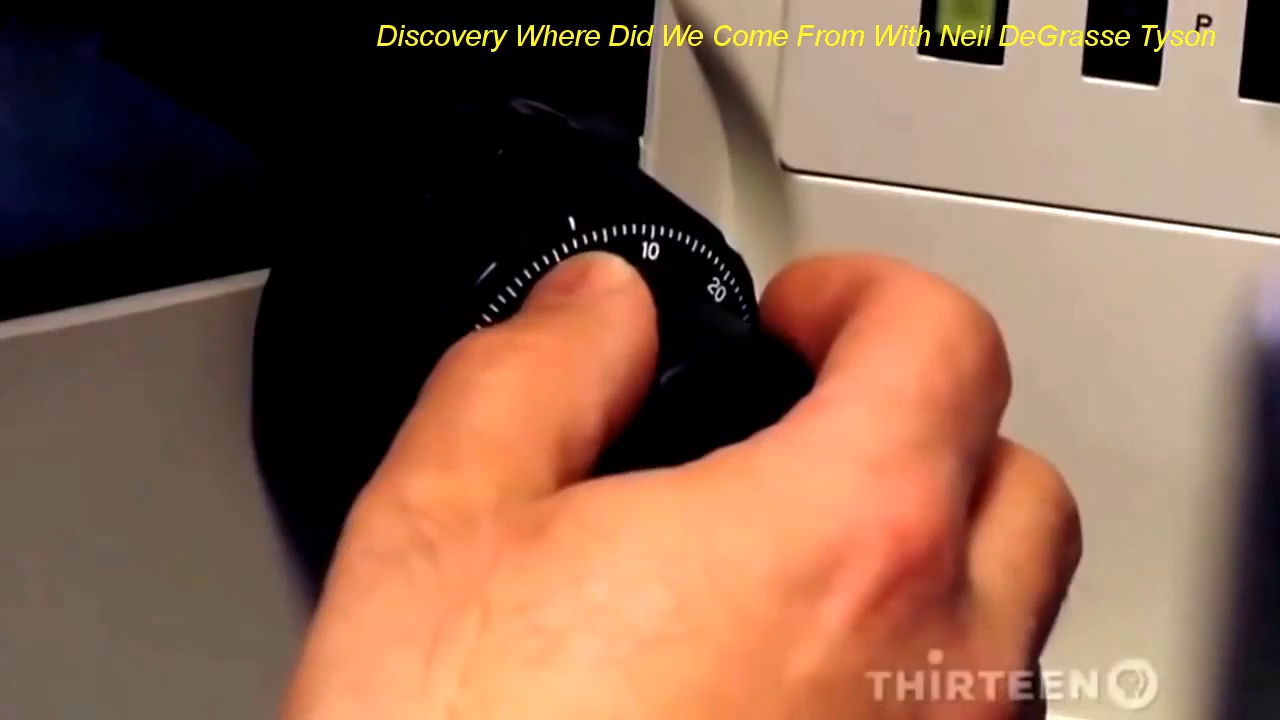 Discovery Where Did We Come From With Neil DeGrasse Tyson
P
10
20
THIRTEEN